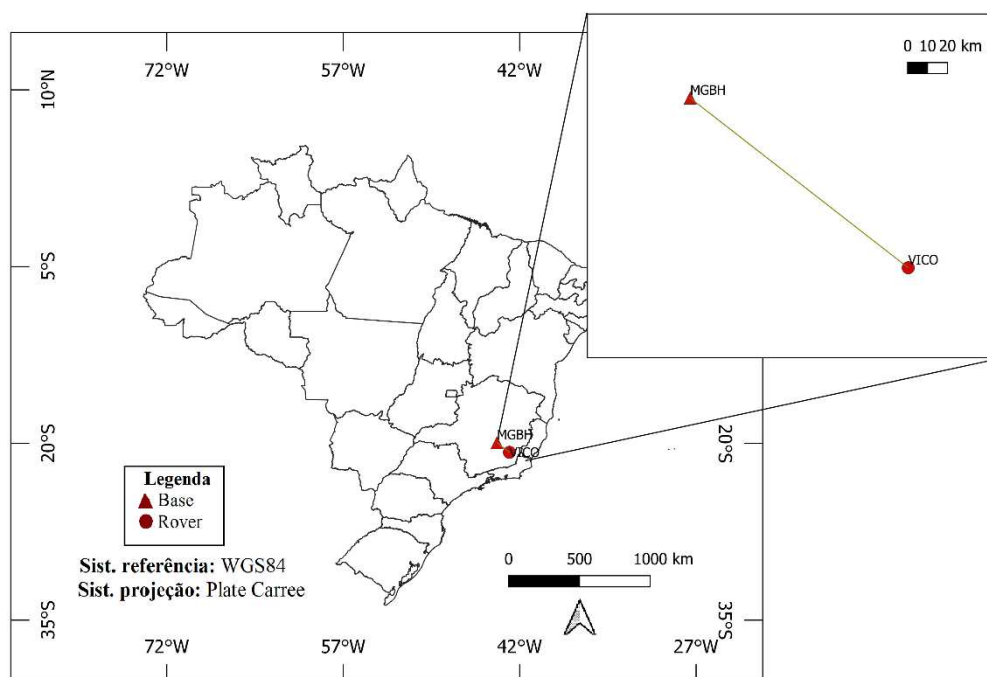 72°W 57°W 42°W
0 10 20 km
MGBH
VICO
10°N
5°S
20°S
35°S
MGBH
VICO
20°S
35°S
Legenda
Base
Rover
Sist. referência: WGS84
Sist. projeção: Plate Carree
0 500 1000 km
72°W 57°W 42°W 27°W